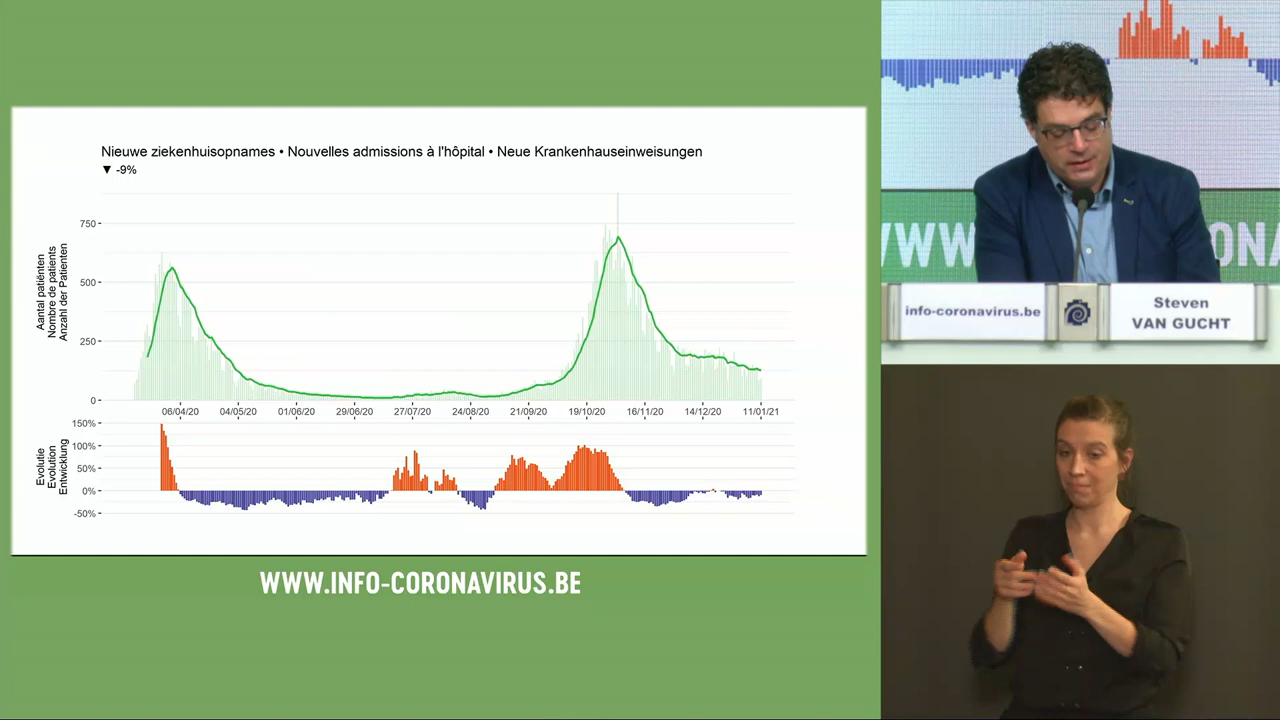 Nieuwe ziekenhuisopnames • Nouvelles admissions à l'hôpital • Neue Krankenhauseinweisungen
▼ -9%
Aantal patiënten
Nombre de patients
Anzahl der Patienten
750
500
250
0
06/04/20 04/05/20 01/06/20 29/06/20 27/07/20 24/08/20 21/09/20 19/10/20 16/11/20 14/12/20 11/01/21
Evolutie
Evolution
Entwicklung
150%
100%
50%
0%
-50%
WWW.INFO-CORONAVIRUS.BE
WWW
ONA
info-coronavirus.be
Steven
VAN GUCHT